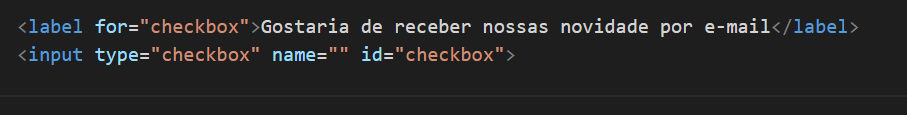 <label for="checkbox">Gostaria de receber nossas novidade por e-mail</label>
<input type="checkbox" name="" id="checkbox">